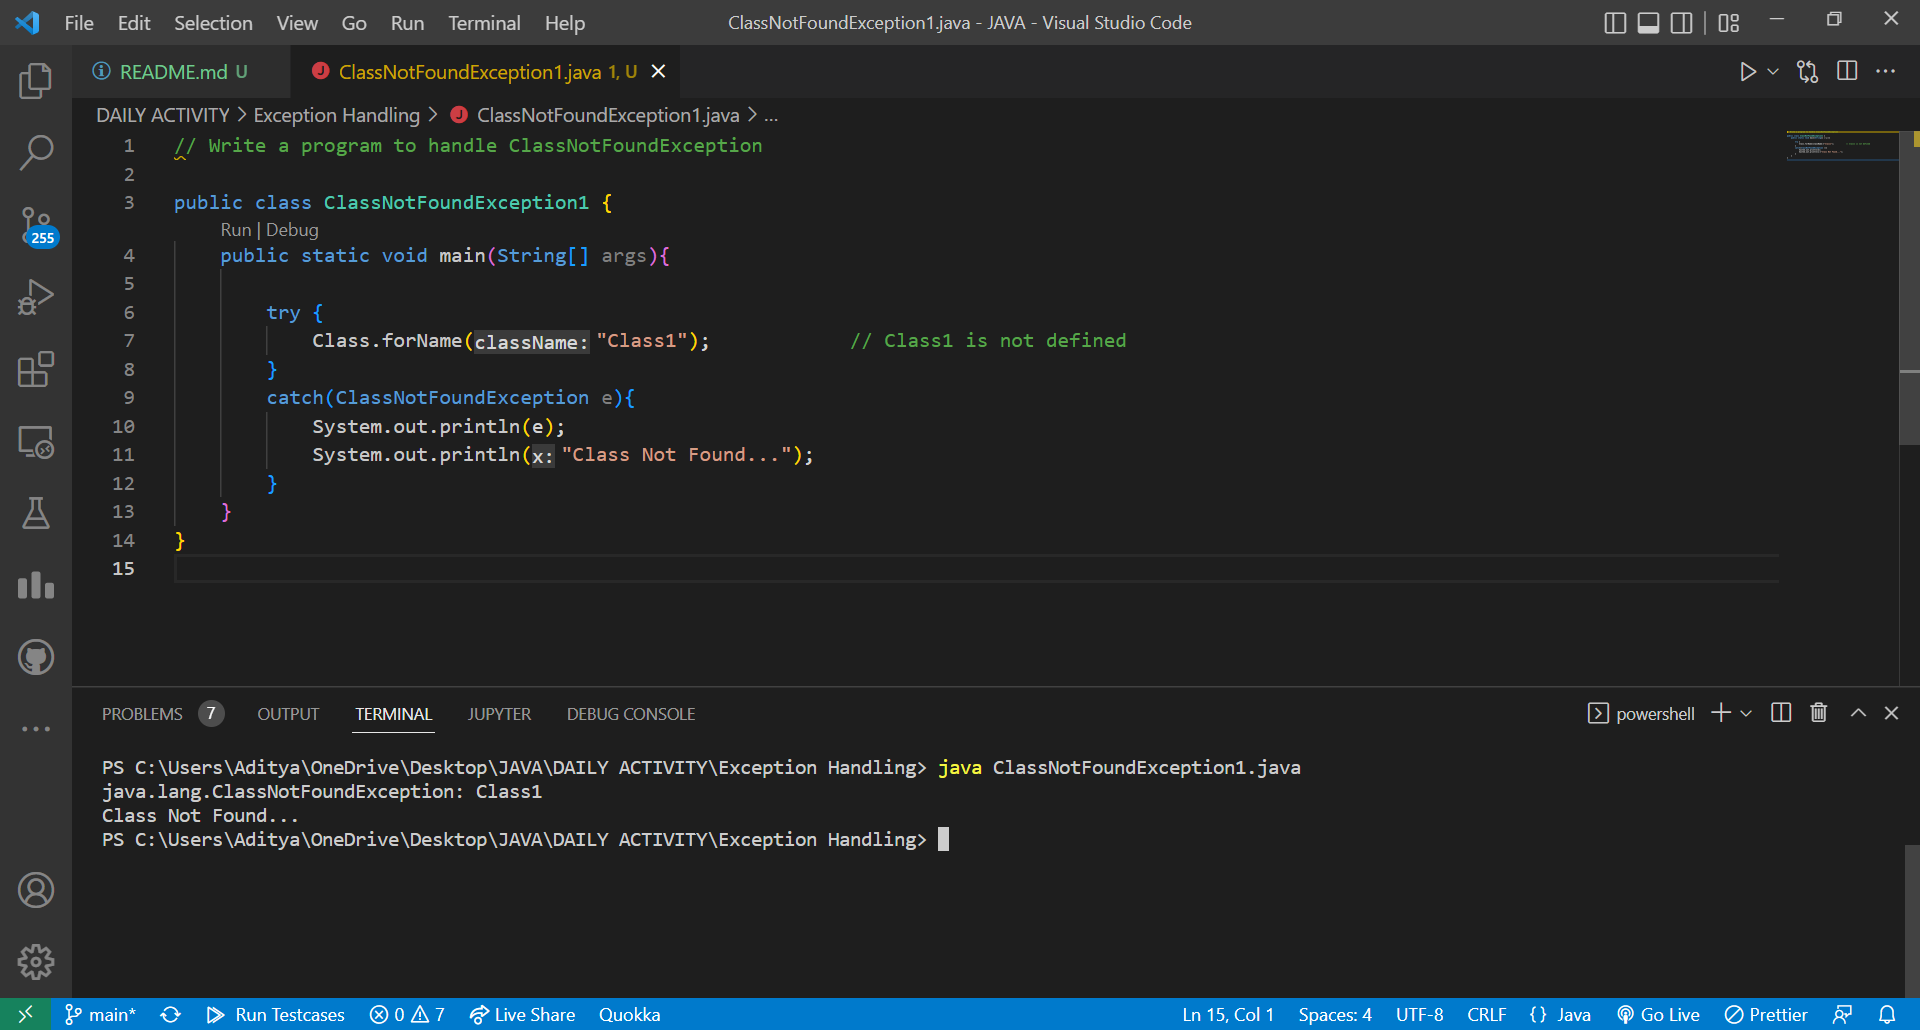 File Edit Selection View Go Run Terminal Help ClassNotFoundException1.java - JAVA - Visual Studio Code
README.md U ClassNotFoundException1.java 1, U
DAILY ACTIVITY > Exception Handling > ClassNotFoundException1.java > ...
1 // Write a program to handle ClassNotFoundException
2
3 public class ClassNotFoundException1 {
Run | Debug
4 public static void main(String[] args){
5
6 try {
7 Class.forName(className: "Class1"); // Class1 is not defined
8 }
9 catch(ClassNotFoundException e){
10 System.out.println(e);
11 System.out.println(x: "Class Not Found...");
12 }
13 }
14 }
15
255
PROBLEMS 7 OUTPUT TERMINAL JUPYTER DEBUG CONSOLE powershell
PS C:\Users\Aditya\OneDrive\Desktop\JAVA\DAILY ACTIVITY\Exception Handling> java ClassNotFoundException1.java
java.lang.ClassNotFoundException: Class1
Class Not Found...
PS C:\Users\Aditya\OneDrive\Desktop\JAVA\DAILY ACTIVITY\Exception Handling>
main* Run Testcases 0 7 Live Share Quokka Ln 15, Col 1 Spaces: 4 UTF-8 CRLF {} Java Go Live Prettier